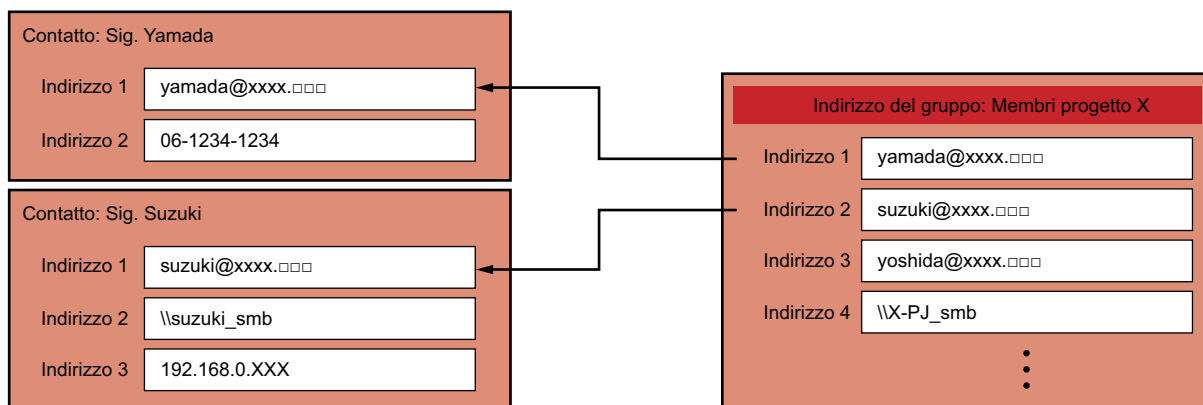 Contatto: Sig. Yamada
Indirizzo 1 yamada@xxxx.□□□
Indirizzo 2 06-1234-1234
Contatto: Sig. Suzuki
Indirizzo 1 suzuki@xxxx.□□□
Indirizzo 2 \\suzuki_smb
Indirizzo 3 192.168.0.XXX
Indirizzo del gruppo: Membri progetto X
Indirizzo 1 yamada@xxxx.□□□
Indirizzo 2 suzuki@xxxx.□□□
Indirizzo 3 yoshida@xxxx.□□□
Indirizzo 4 \\X-PJ_smb